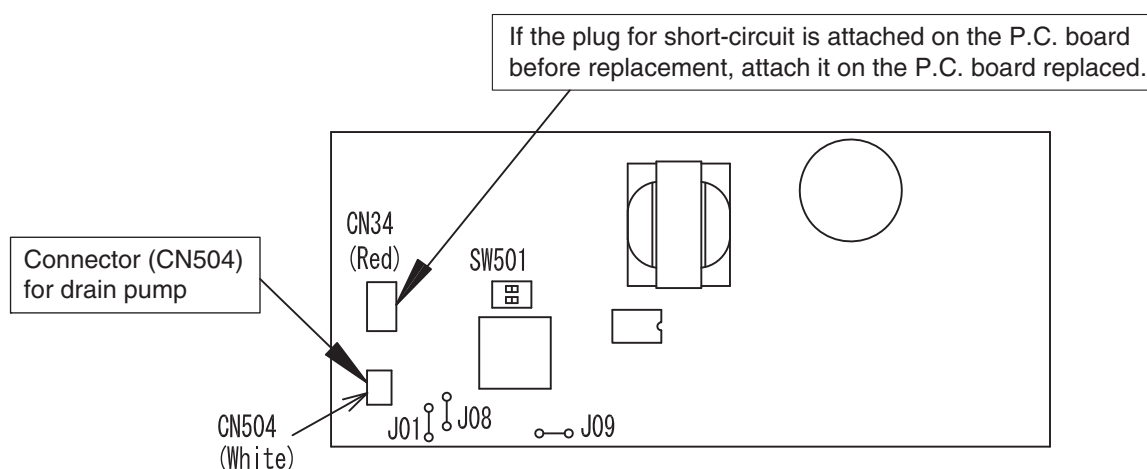 If the plug for short-circuit is attached on the P.C. board
before replacement, attach it on the P.C. board replaced.
CN34
(Red)
Connector (CN504)
for drain pump
SW501
CN504
(White)
J01
J08
J09